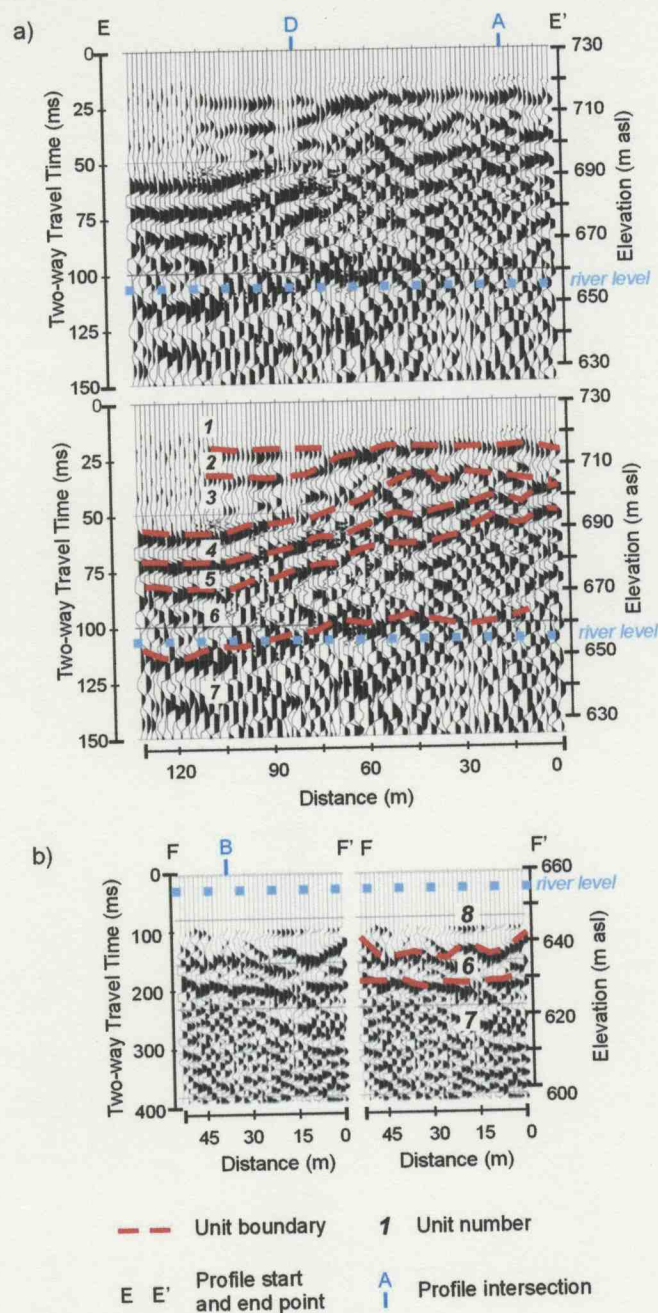 a)
E D A E'
0 730
25 710
50 690
75 670
100 650
125 630
150
Two-way Travel Time (ms)
Elevation (m asl)
river level
0 730
25 710
50 690
75 670
100 650
125 630
150
Two-way Travel Time (ms)
Elevation (m asl)
river level
1
2
3
4
5
6
7
120 90 60 30 0
Distance (m)
b)
F B F' F F'
0 660
100 640
200 620
300 600
400
Two-way Travel Time (ms)
Elevation (m asl)
river level
8
6
7
45 30 15 0 45 30 15 0
Distance (m) Distance (m)
Unit boundary 1 Unit number
E E' Profile start and end point A Profile intersection